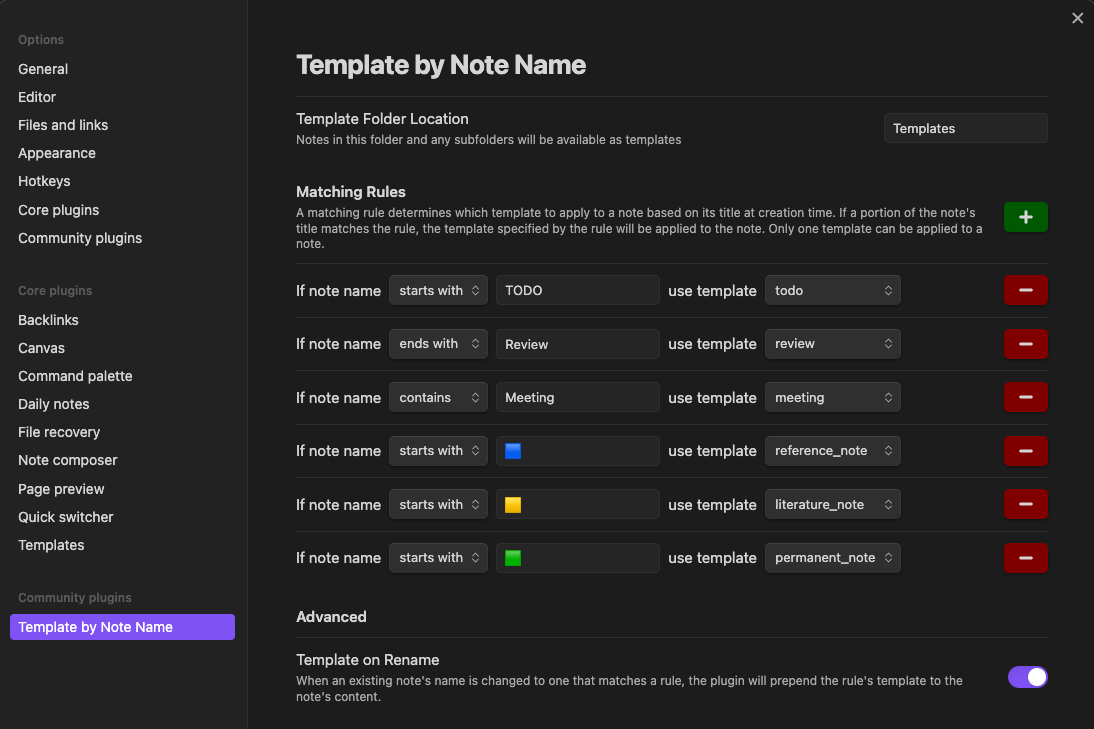 Options
General
Editor
Files and links
Appearance
Hotkeys
Core plugins
Community plugins
Core plugins
Backlinks
Canvas
Command palette
Daily notes
File recovery
Note composer
Page preview
Quick switcher
Templates
Community plugins
Template by Note Name
Template by Note Name
Template Folder Location
Notes in this folder and any subfolders will be available as templates
Templates
Matching Rules
A matching rule determines which template to apply to a note based on its title at creation time. If a portion of the note's
title matches the rule, the template specified by the rule will be applied to the note. Only one template can be applied to a
note.
If note name starts with TODO use template todo
If note name ends with Review use template review
If note name contains Meeting use template meeting
If note name starts with 🟦 use template reference_note
If note name starts with 🟨 use template literature_note
If note name starts with 🟩 use template permanent_note
Advanced
Template on Rename
When an existing note's name is changed to one that matches a rule, the plugin will prepend the rule's template to the
note's content.